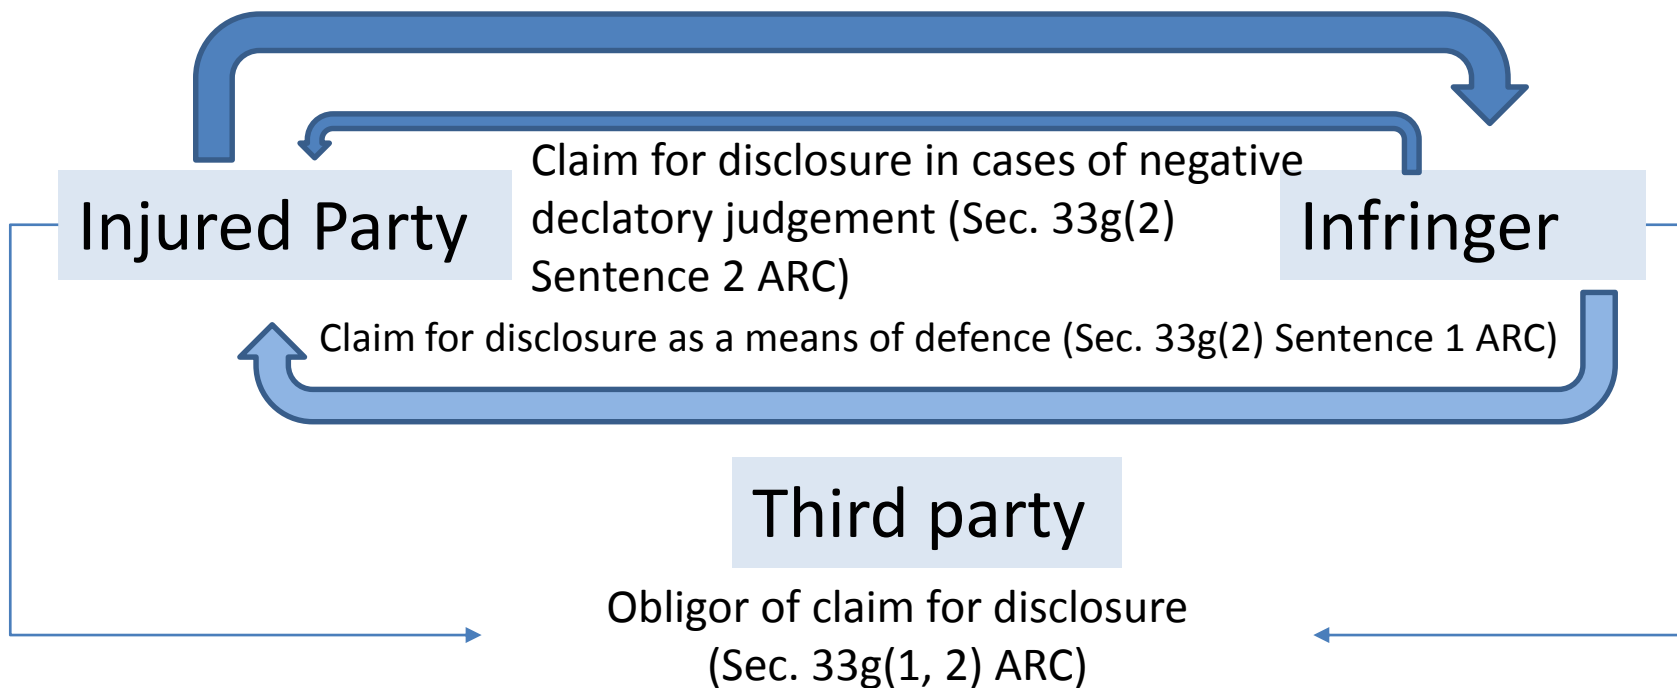 Claim for disclosure in cases of negative
declatory judgement (Sec. 33g(2)
Sentence 2 ARC)
Injured Party
Infringer
Claim for disclosure as a means of defence (Sec. 33g(2) Sentence 1 ARC)
Third party
Obligor of claim for disclosure
(Sec. 33g(1, 2) ARC)